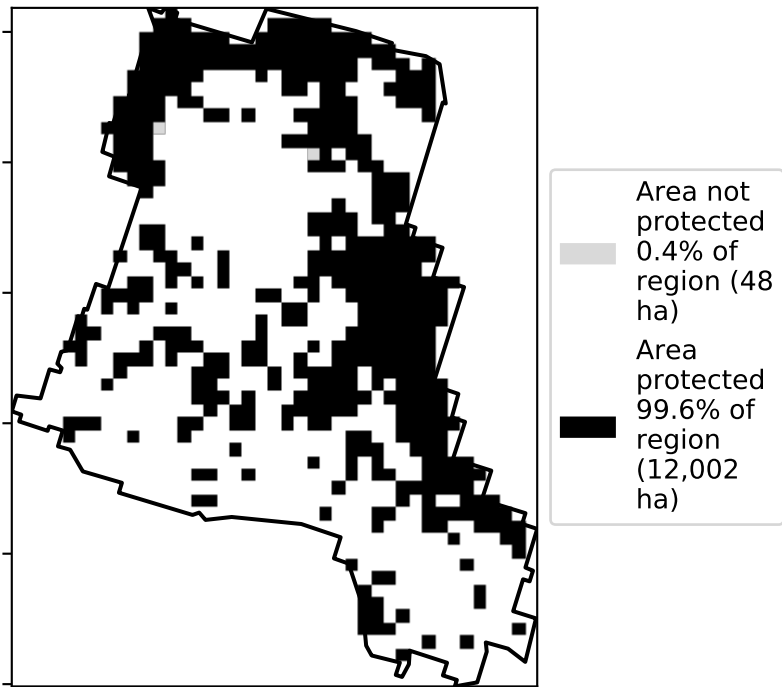 Area not
protected
0.4% of
region (48
ha)
Area
protected
99.6% of
region
(12,002
ha)